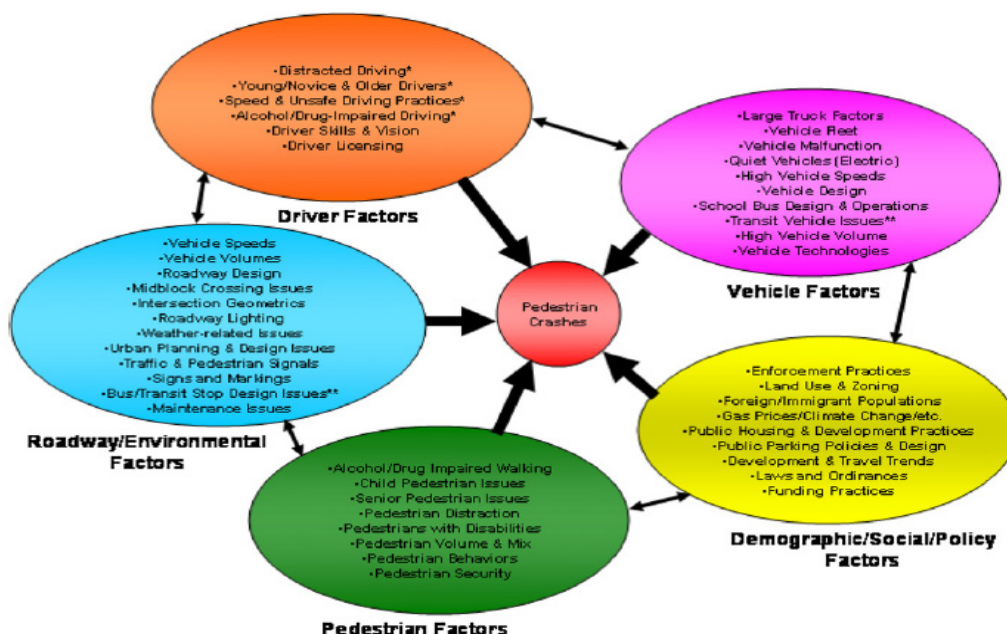 •Distracted Driving*
•Young/Novice & Older Drivers*
•Speed & Unsafe Driving Practices*
•Alcohol/Drug-Impaired Driving*
•Driver Skills & Vision
•Driver Licensing
Driver Factors
•Large Truck Factors
•Vehicle Fleet
•Vehicle Malfunction
•Quiet Vehicles (Electric)
•High Vehicle Speeds
•Vehicle Design
•School Bus Design & Operations
•Transit Vehicle Issues**
•High Vehicle Volume
•Vehicle Technologies
Vehicle Factors
•Vehicle Speeds
•Vehicle Volumes
•Roadway Design
•Midblock Crossing Issues
•Intersection Geometrics
•Roadway Lighting
•Weather-related Issues
•Urban Planning & Design Issues
•Traffic & Pedestrian Signals
•Signs and Markings
•Bus/Transit Stop Design Issues**
•Maintenance Issues
Roadway/Environmental
Factors
Pedestrian
Crashes
•Enforcement Practices
•Land Use & Zoning
•Foreign/Immigrant Populations
•Gas Prices/Climate Change/etc.
•Public Housing & Development Practices
•Public Parking Policies & Design
•Development & Travel Trends
•Laws and Ordinances
•Funding Practices
Demographic/Social/Policy
Factors
•Alcohol/Drug Impaired Walking
•Child Pedestrian Issues
•Senior Pedestrian Issues
•Pedestrian Distraction
•Pedestrians with Disabilities
•Pedestrian Volume & Mix
•Pedestrian Behaviors
•Pedestrian Security
Pedestrian Factors